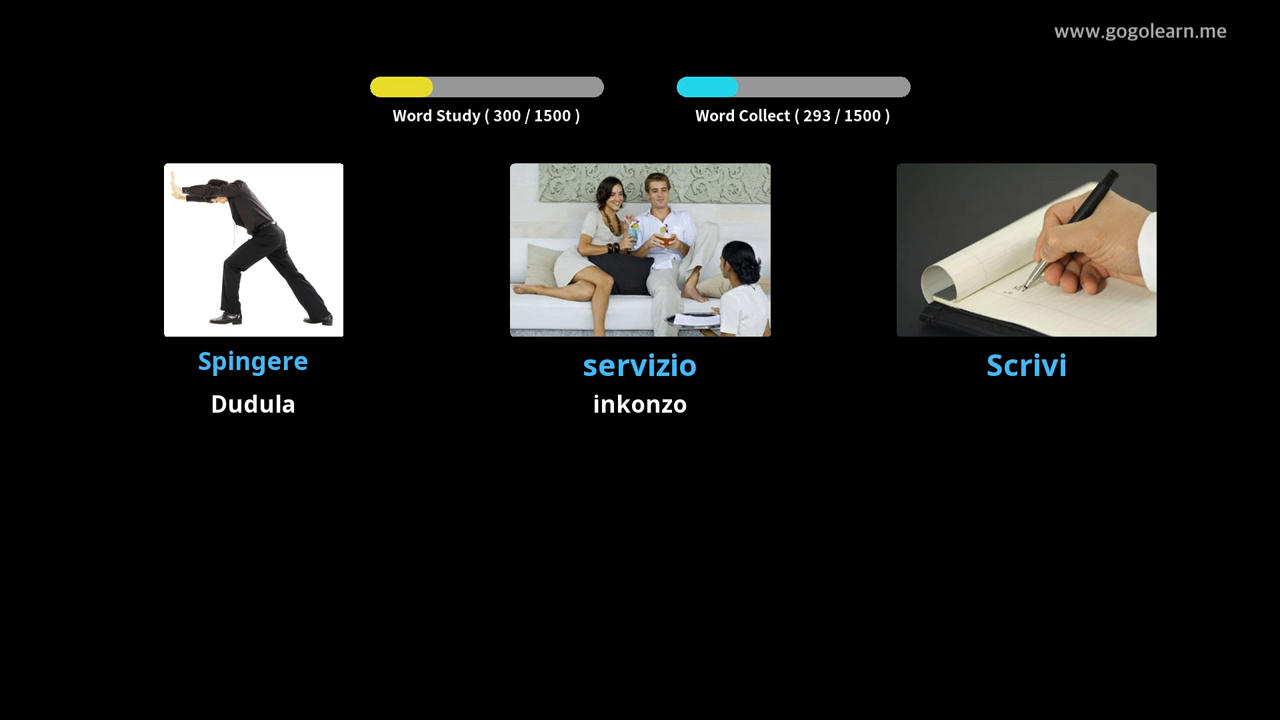 www.gogolearn.me
Word Study ( 300 / 1500 )
Word Collect ( 293 / 1500 )
Spingere
servizio
Scrivi
Dudula
inkonzo